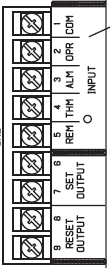 1 COM
2 OPR
3 ALM
4 THM
5 REM
INPUT
6
7
SET
OUTPUT
8
9
RESET
OUTPUT